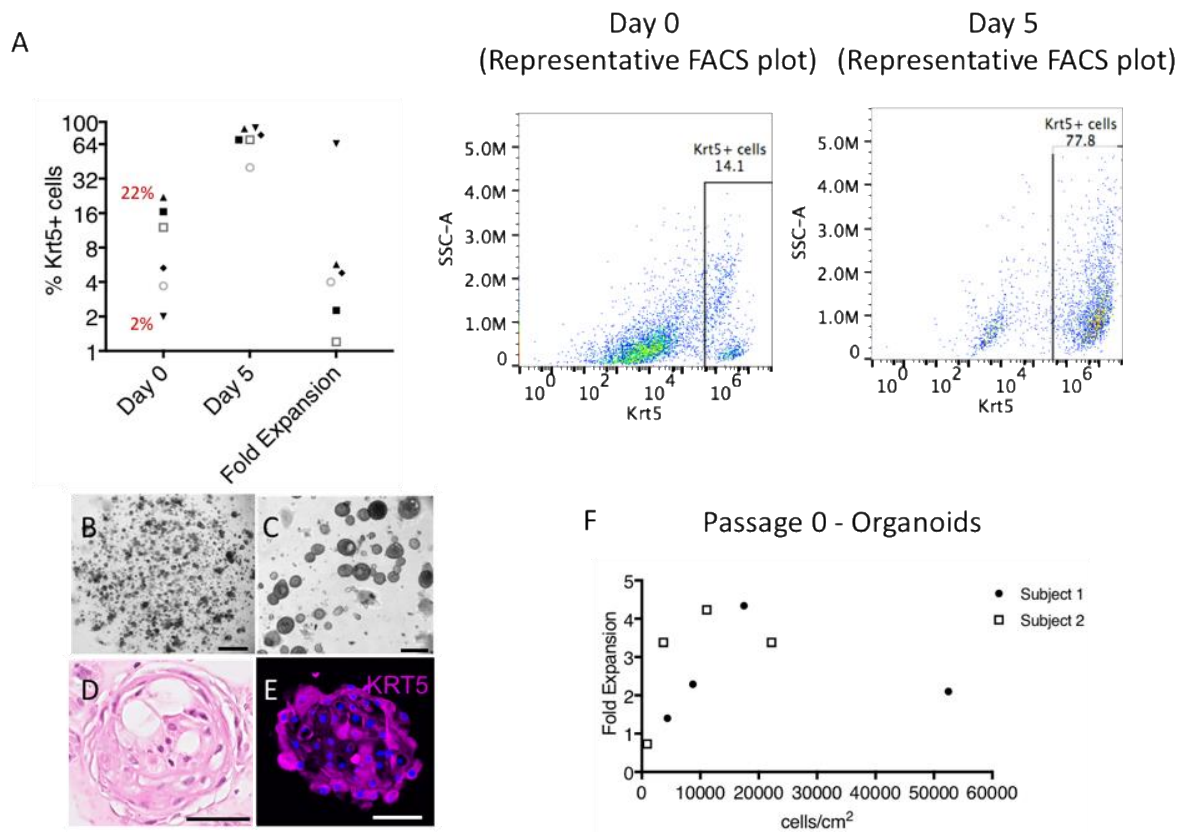 A
Day 0
(Representative FACS plot)
Day 5
(Representative FACS plot)
% Krt5+ cells
100
64
32
16
8
4
2
1
22%
2%
Day 0
Day 5
Fold Expansion
SSC-A
5.0M
4.0M
3.0M
2.0M
1.0M
0
Krt5+ cells
14.1
10^0
10^2
10^4
10^6
Krt5
SSC-A
5.0M
4.0M
3.0M
2.0M
1.0M
0
Krt5+ cells
77.8
10^0
10^2
10^4
10^6
Krt5
B
C
D
E
KRT5
F
Passage 0 - Organoids
Fold Expansion
5
4
3
2
1
0
0 10000 20000 30000 40000 50000 60000
cells/cm²
Subject 1
Subject 2